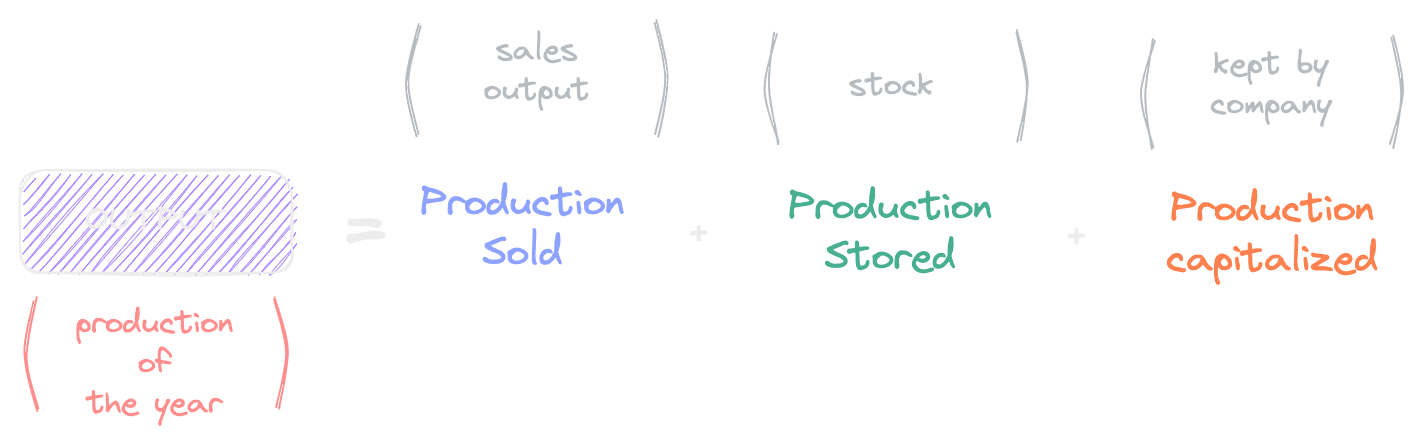 sales
output
stock
kept by
company
OUTPUT
=
Production
Sold
+
Production
Stored
+
Production
capitalized
production
of
the year